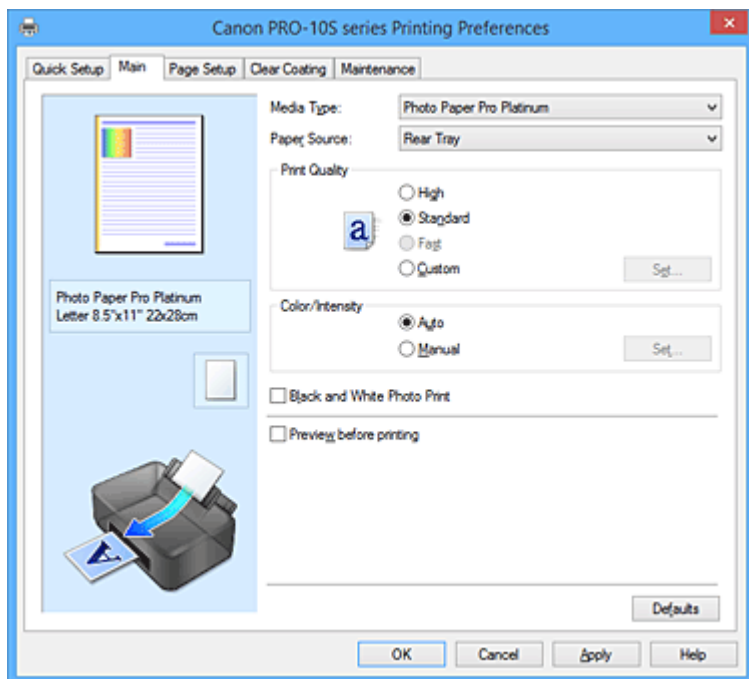 Canon PRO-10S series Printing Preferences
Quick Setup Main Page Setup Clear Coating Maintenance
Media Type: Photo Paper Pro Platinum
Paper Source: Rear Tray
Print Quality
High
Standard
Fast
Custom Set...
a
Photo Paper Pro Platinum
Letter 8.5"x11" 22x28cm
Color/Intensity
Auto
Manual Set...
Black and White Photo Print
Preview before printing
A
Defaults
OK Cancel Apply Help